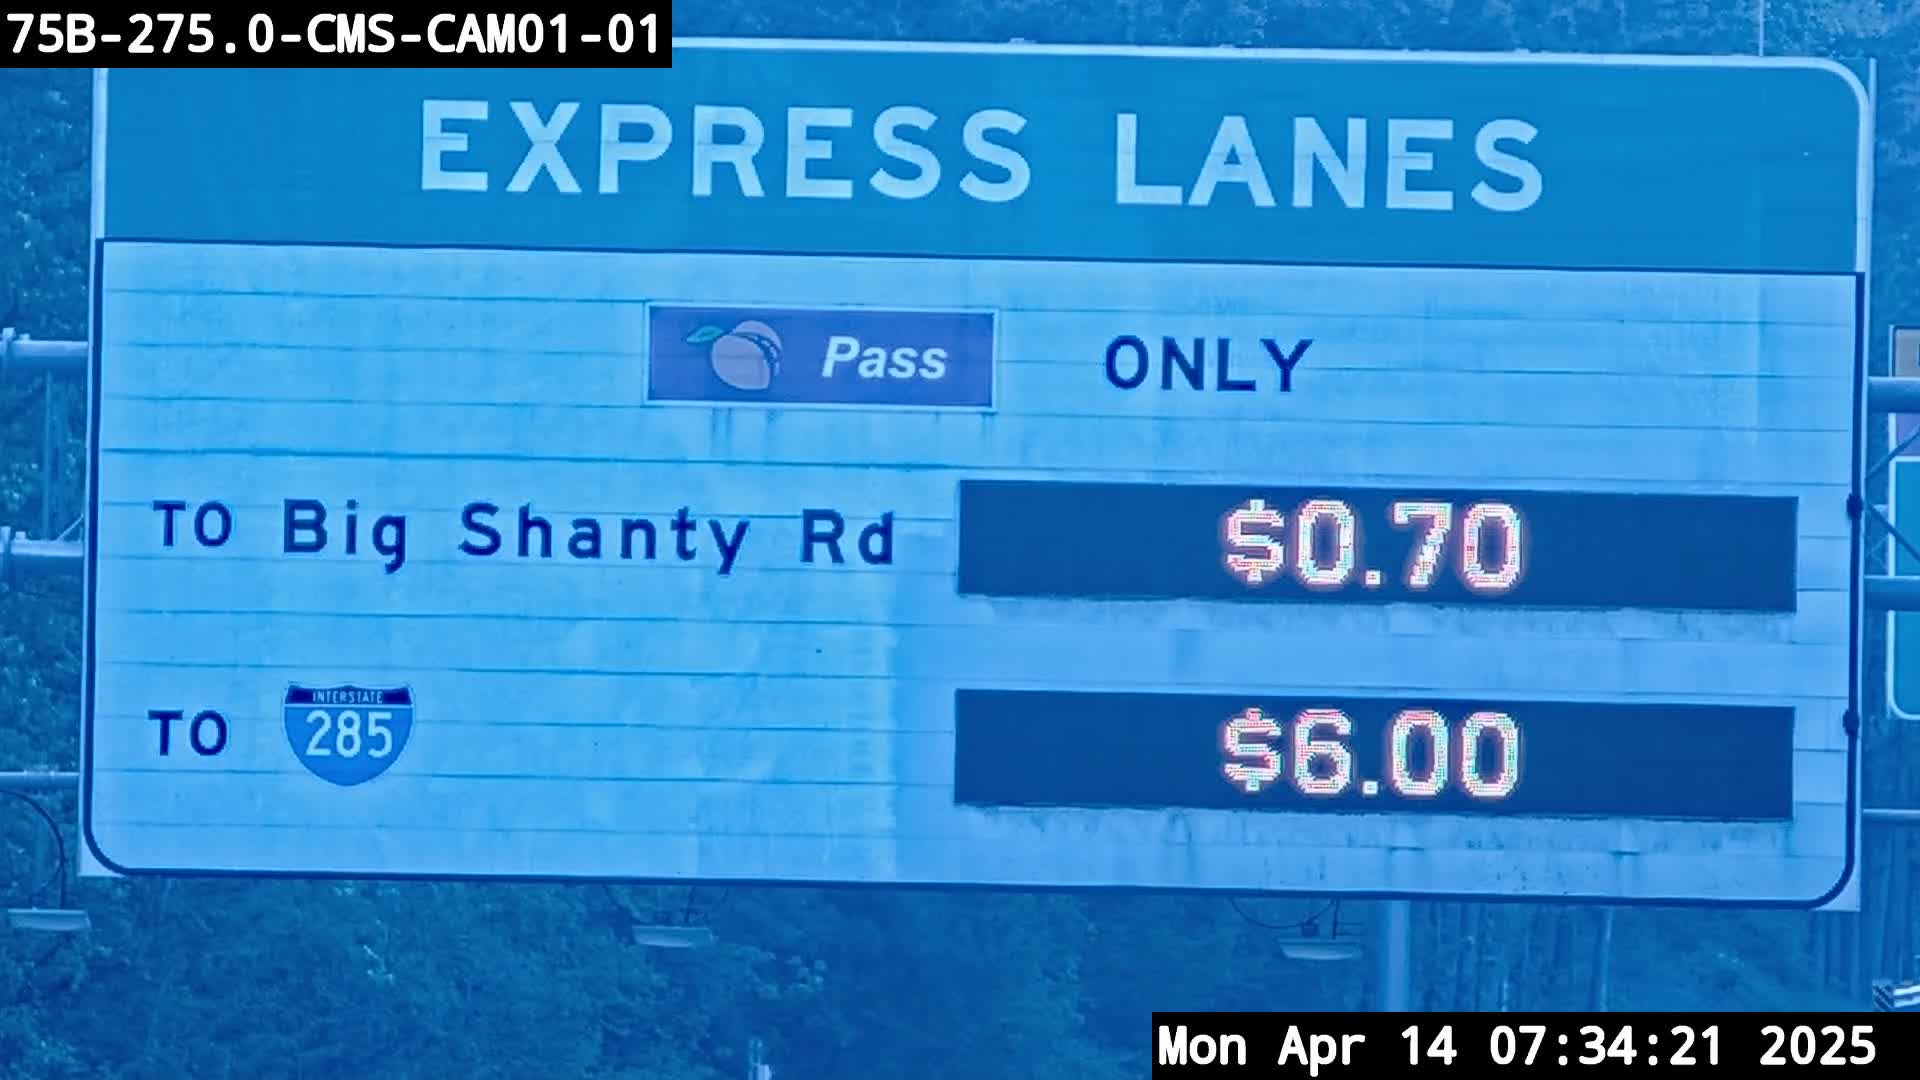 75B-275.0-CMS-CAM01-01
EXPRESS LANES
Pass ONLY
TO Big Shanty Rd $0.70
TO INTERSTATE 285 $6.00
Mon Apr 14 07:34:21 2025